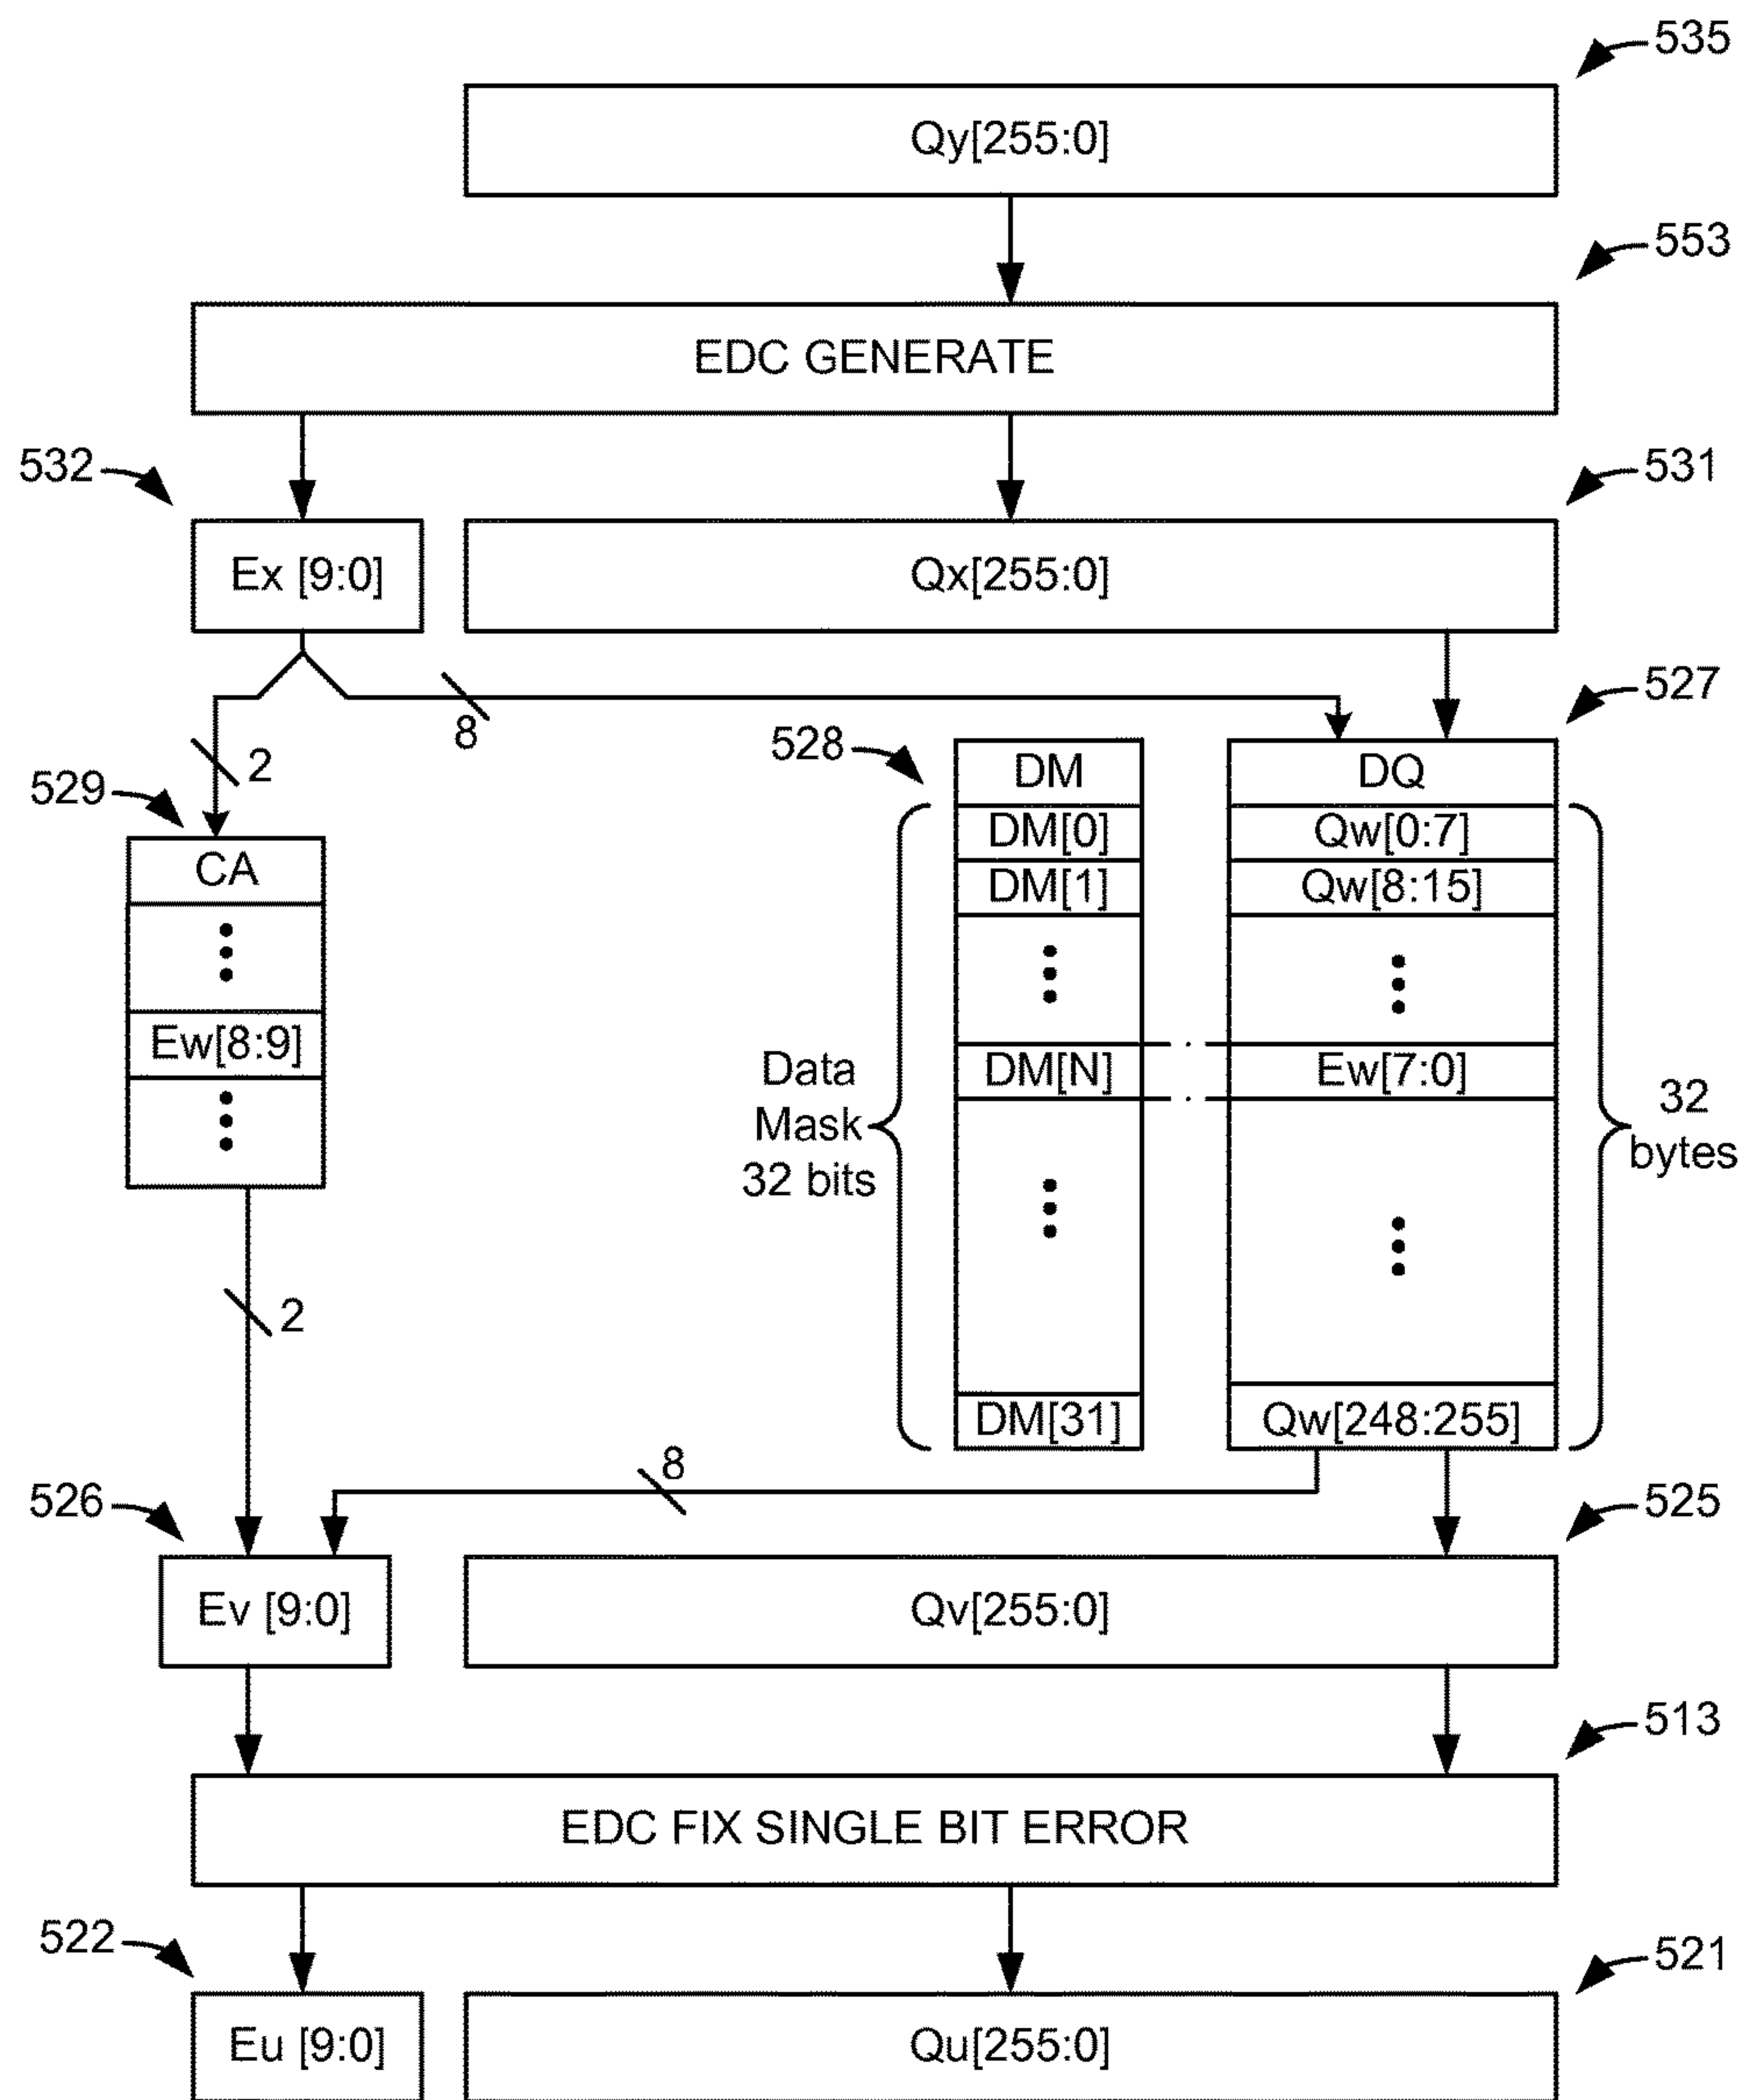 535
Qy[255:0]
553
EDC GENERATE
532
531
Ex [9:0]
Qx[255:0]
8
527
2
528
529
DM
DQ
CA
DM[0]
Qw[0:7]
DM[1]
Qw[8:15]
Ew[8:9]
Data
Mask
32 bits
DM[N]
Ew[7:0]
32
bytes
2
DM[31]
Qw[248:255]
8
526
525
Ev [9:0]
Qv[255:0]
513
EDC FIX SINGLE BIT ERROR
522
521
Eu [9:0]
Qu[255:0]